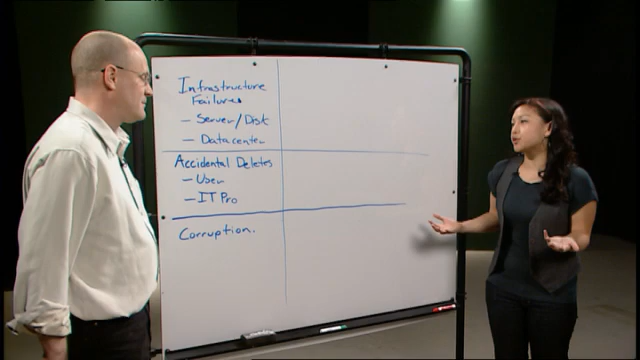 Infrastructure
Failures
- Server/Disk
- Datacenter
Accidental Deletes
- User
- IT Pro
Corruption.